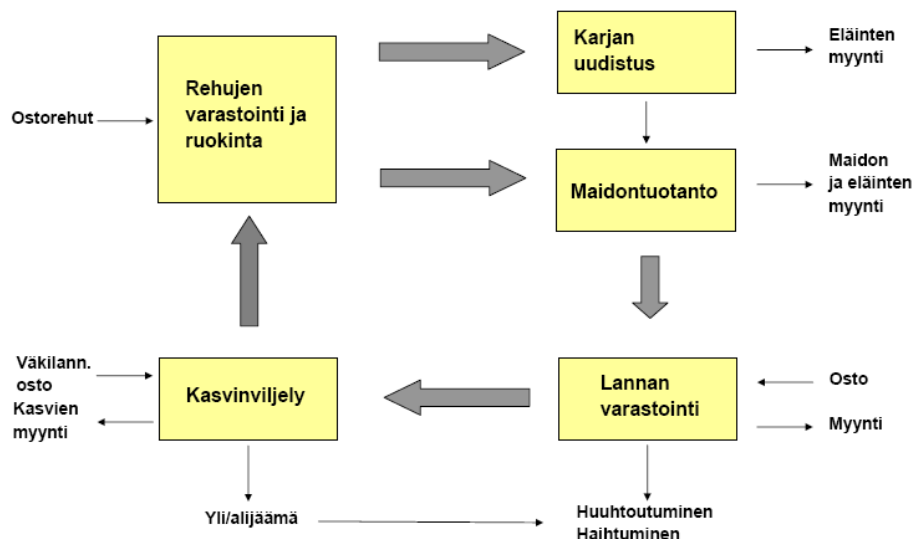 Karjan
uudistus
Eläinten
myynti
Rehujen
varastointi ja
ruokinta
Ostorehut
Maidontuotanto
Maidon
ja eläinten
myynti
Väkilann.
osto
Kasvien
myynti
Kasvinviljely
Lannan
varastointi
Osto
Myynti
Yli/alijäämä
Huuhtoutuminen
Haihtuminen